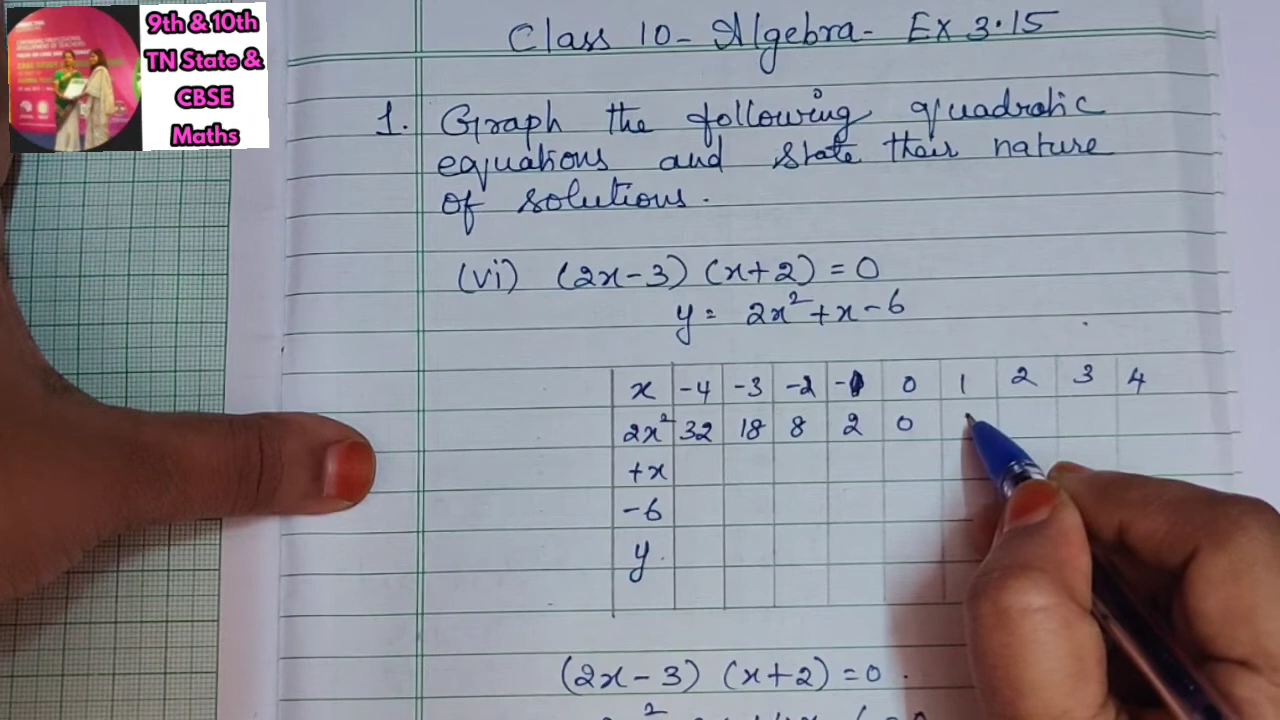 9th & 10th
TN State &
CBSE
Maths
Class 10 - Algebra - Ex 3.15
1. Graph the following quadratic
equations and state their nature
of solutions.
(vi) (2x-3) (x+2) = 0
y = 2x²+x-6
x -4 -3 -2 -1 0 1 2 3 4
2x² 32 18 8 2 0
+x
-6
y
(2x-3) (x+2) = 0